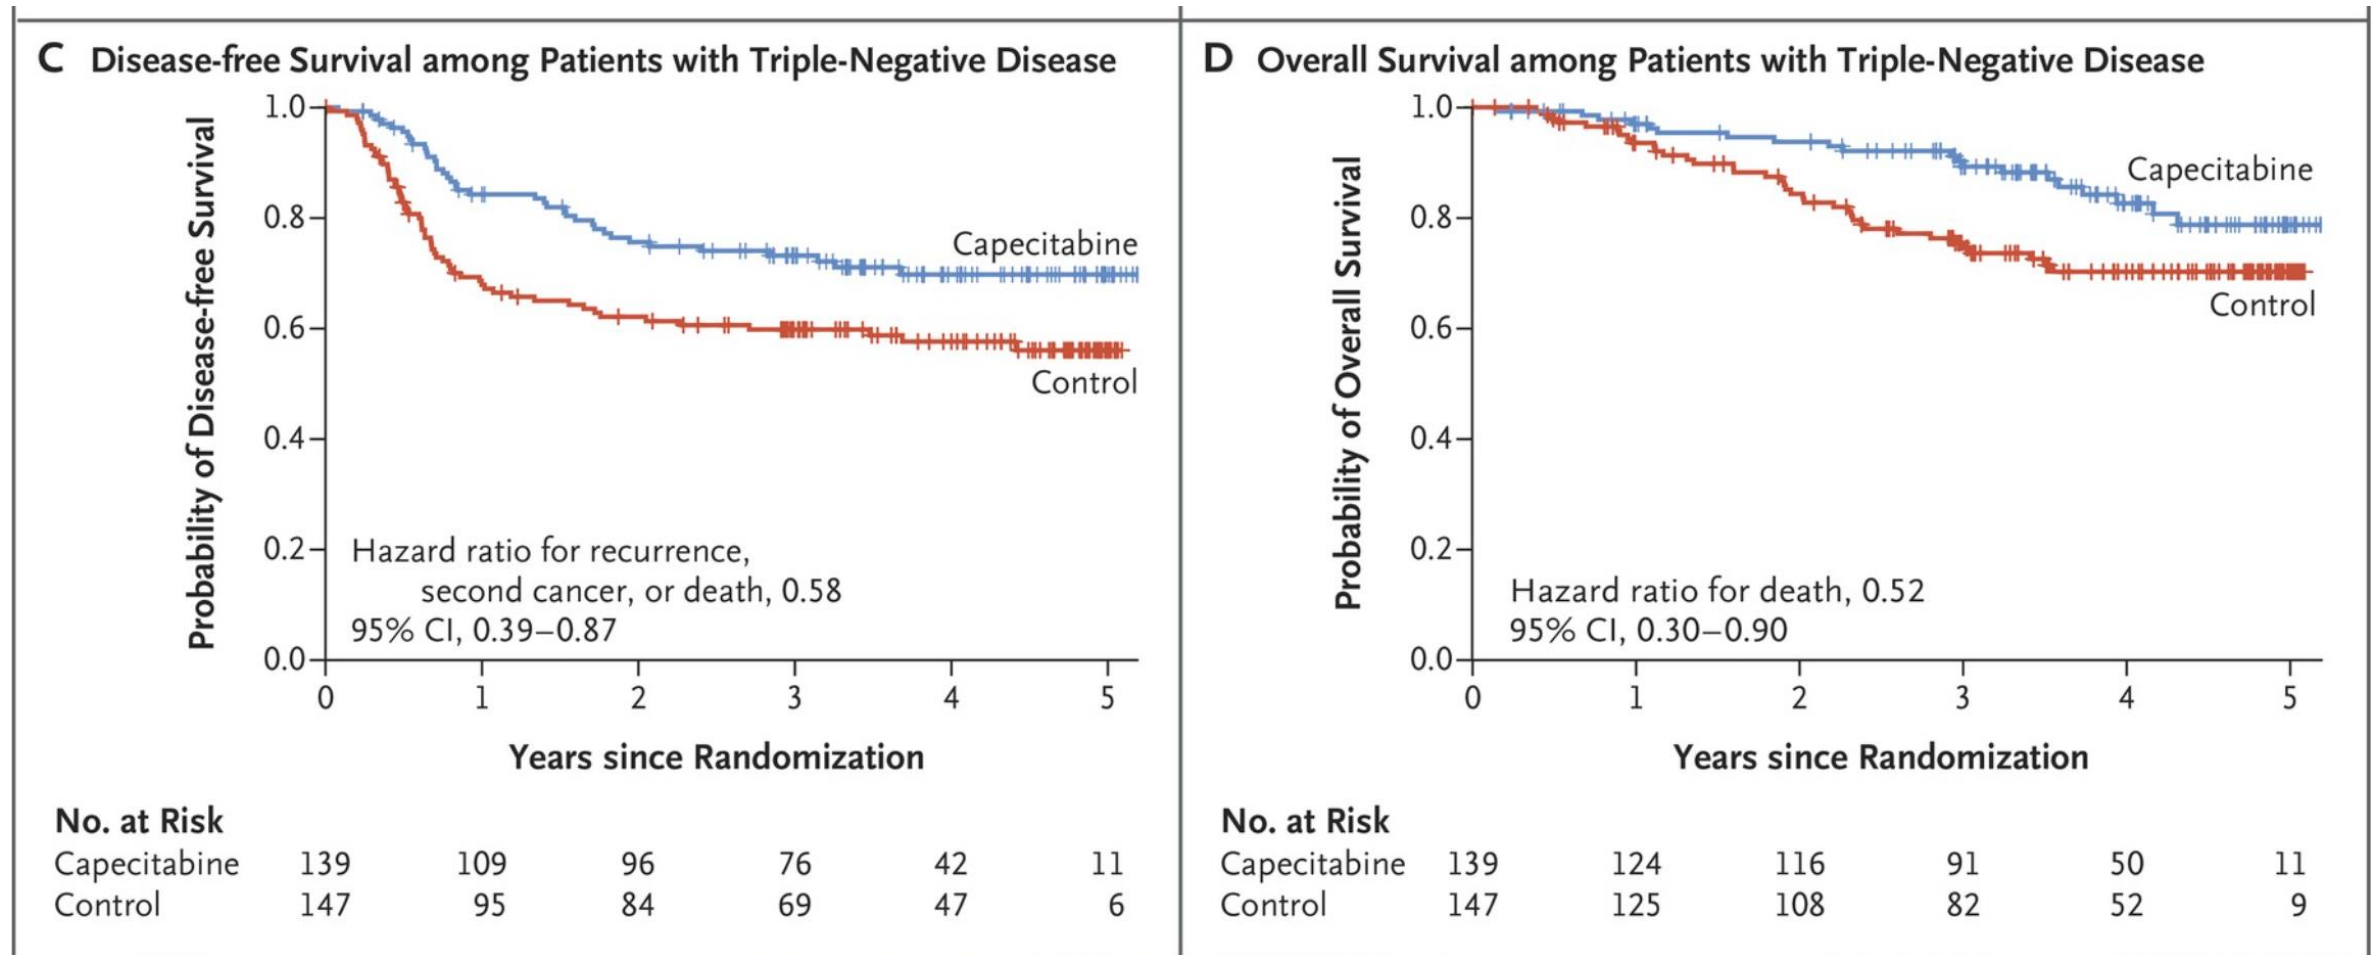 C Disease-free Survival among Patients with Triple-Negative Disease
Probability of Disease-free Survival
1.0
0.8
0.6
0.4
0.2
0.0
Capecitabine
Control
Hazard ratio for recurrence,
second cancer, or death, 0.58
95% CI, 0.39–0.87
0 1 2 3 4 5
Years since Randomization
No. at Risk
Capecitabine 139 109 96 76 42 11
Control 147 95 84 69 47 6
D Overall Survival among Patients with Triple-Negative Disease
Probability of Overall Survival
1.0
0.8
0.6
0.4
0.2
0.0
Capecitabine
Control
Hazard ratio for death, 0.52
95% CI, 0.30–0.90
0 1 2 3 4 5
Years since Randomization
No. at Risk
Capecitabine 139 124 116 91 50 11
Control 147 125 108 82 52 9